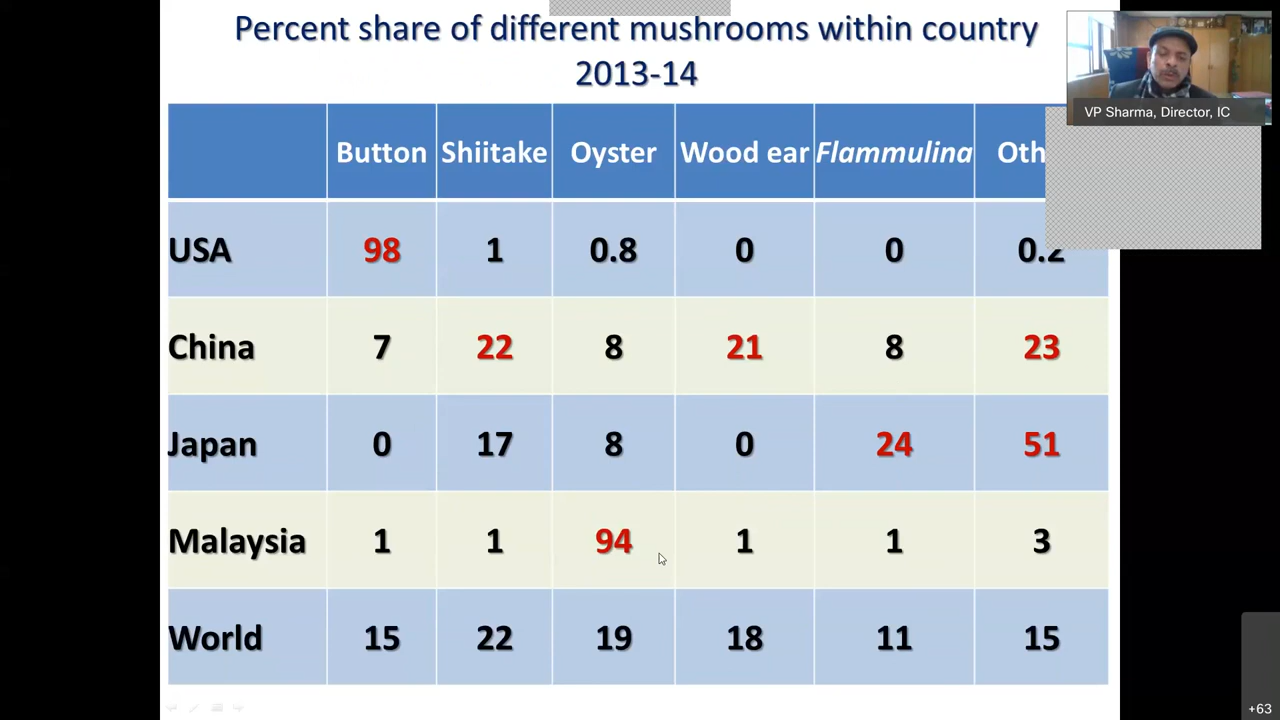 Percent share of different mushrooms within country
2013-14
VP Sharma, Director, IC
Button Shiitake Oyster Wood ear Flammulina
USA 98 1 0.8 0 0 0.2
China 7 22 8 21 8 23
Japan 0 17 8 0 24 51
Malaysia 1 1 94 1 1 3
World 15 22 19 18 11 15
+63